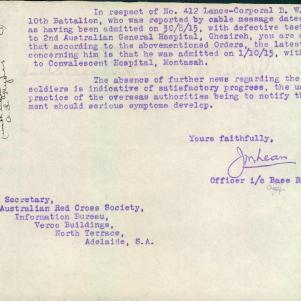 In respect of No. 412 Lance-Corporal D. W.
10th Battalion, who was reported by cable message dated
as having been admitted on 30/8/15, with defective
to 2nd Australian General Hospital, Ghezireh, you are
that according to the abovementioned Orders, the latest
concerning him is that he was admitted on 1/10/15, with
to Convalescent Hospital, Montazah.
The absence of further news regarding the
soldiers is indicative of satisfactory progress, the
practice of the overseas authorities being to notify
ment should serious symptoms develop.
Yours faithfully,
Officer i/c Base
Secretary,
Australian Red Cross Society,
Information Bureau,
Verco Buildings,
North Terrace,
Adelaide, S.A.